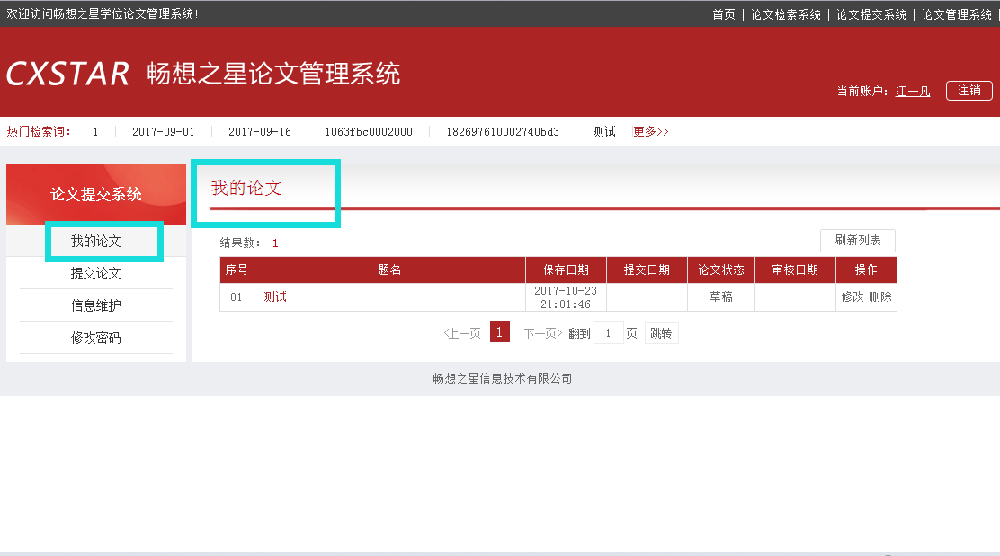 欢迎访问畅想之星学位论文管理系统!
首页 | 论文检索系统 | 论文提交系统 | 论文管理系统 |
CXSTAR 畅想之星论文管理系统
当前账户: 江一凡 注销
热门检索词: 1 2017-09-01 2017-09-16 1063fbc0002000 182697610002740bd3 测试 更多>>
论文提交系统
我的论文
提交论文
信息维护
修改密码
我的论文
结果数: 1
刷新列表
序号 题名 保存日期 提交日期 论文状态 审核日期 操作
01 测试 2017-10-23 21:01:46 草稿 修改 删除
<上一页 1 下一页> 翻到 1 页 跳转
畅想之星信息技术有限公司